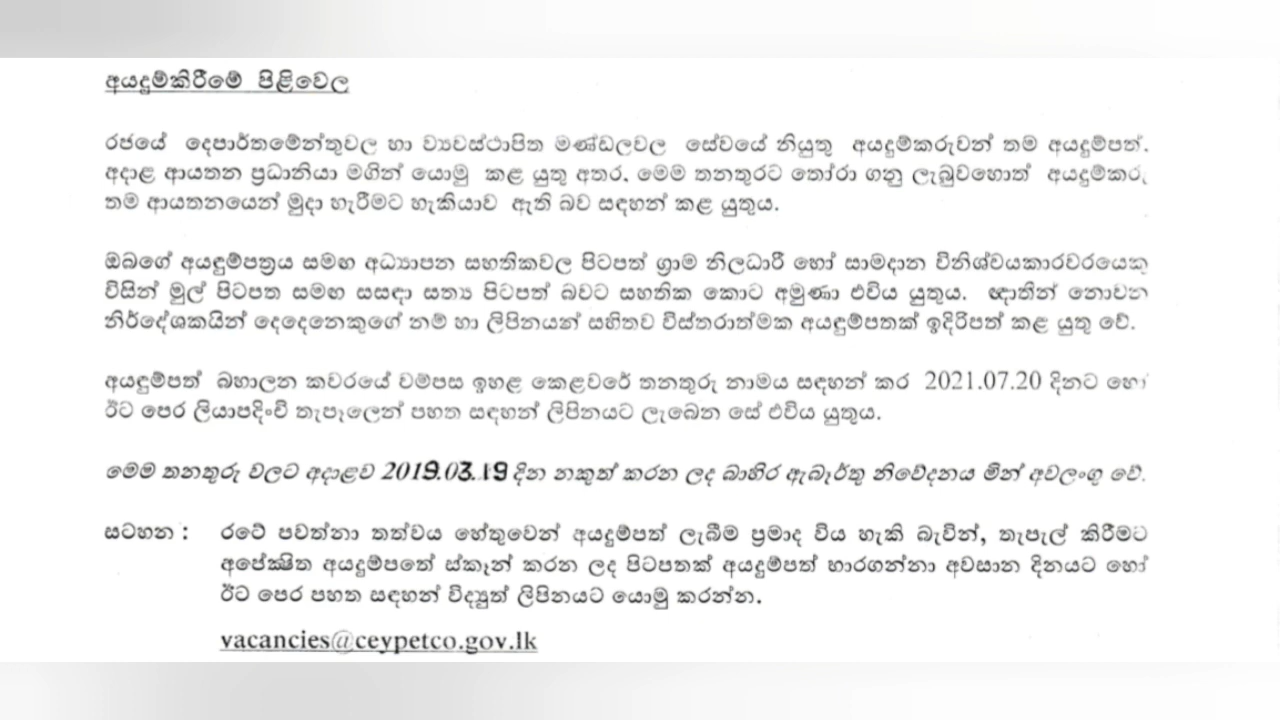 අයදුම්කිරීමේ පිළිවෙල
රජයේ දෙපාර්තමේන්තුවල හා ව්‍යවස්ථාපිත මණ්ඩලවල සේවයේ නියුතු අයදුම්කරුවන් තම අයදුම්පත්,
අදාළ ආයතන ප්‍රධානියා මගින් යොමු කළ යුතු අතර, මෙම තනතුරට තෝරා ගනු ලැබුවහොත් අයදුම්කරු
තම ආයතනයෙන් මුදා හැරීමට හැකියාව ඇති බව සඳහන් කළ යුතුය.
ඔබගේ අයඳුම්පත්‍රය සමඟ අධ්‍යාපන සහතිකවල පිටපත් ග්‍රාම නිලධාරී හෝ සාමදාන විනිශ්චයකාරවරයෙකු
විසින් මුල් පිටපත සමඟ සසඳා සත්‍ය පිටපත් බවට සහතික කොට අමුණා එවිය යුතුය. ඥාතීන් නොවන
නිර්දේශකයින් දෙදෙනෙකුගේ නම් හා ලිපිනයන් සහිතව විස්තරාත්මක අයඳුම්පතක් ඉදිරිපත් කළ යුතු වේ.
අයඳුම්පත් බහාලන කවරයේ වම්පස ඉහළ කෙළවරේ තනතුරු නාමය සඳහන් කර 2021.07.20 දිනට හෝ
ඊට පෙර ලියාපදිංචි තැපෑලෙන් පහත සඳහන් ලිපිනයට ලැබෙන සේ එවිය යුතුය.
මෙම තනතුරු වලට අදාළව 2019.03.19 දින නකුත් කරන ලද බාහිර ඇබෑර්තු නිවේදනය මින් අවලංගු වේ.
සටහන : රටේ පවත්නා තත්වය හේතුවෙන් අයදුම්පත් ලැබීම ප්‍රමාද විය හැකි බැවින්, තැපැල් කිරීමට
අපේක්ෂිත අයදුම්පතේ ස්කෑන් කරන ලද පිටපතක් අයදුම්පත් භාරගන්නා අවසාන දිනයට හෝ
ඊට පෙර පහත සඳහන් විද්‍යුත් ලිපිනයට යොමු කරන්න.
vacancies@ceypetco.gov.lk